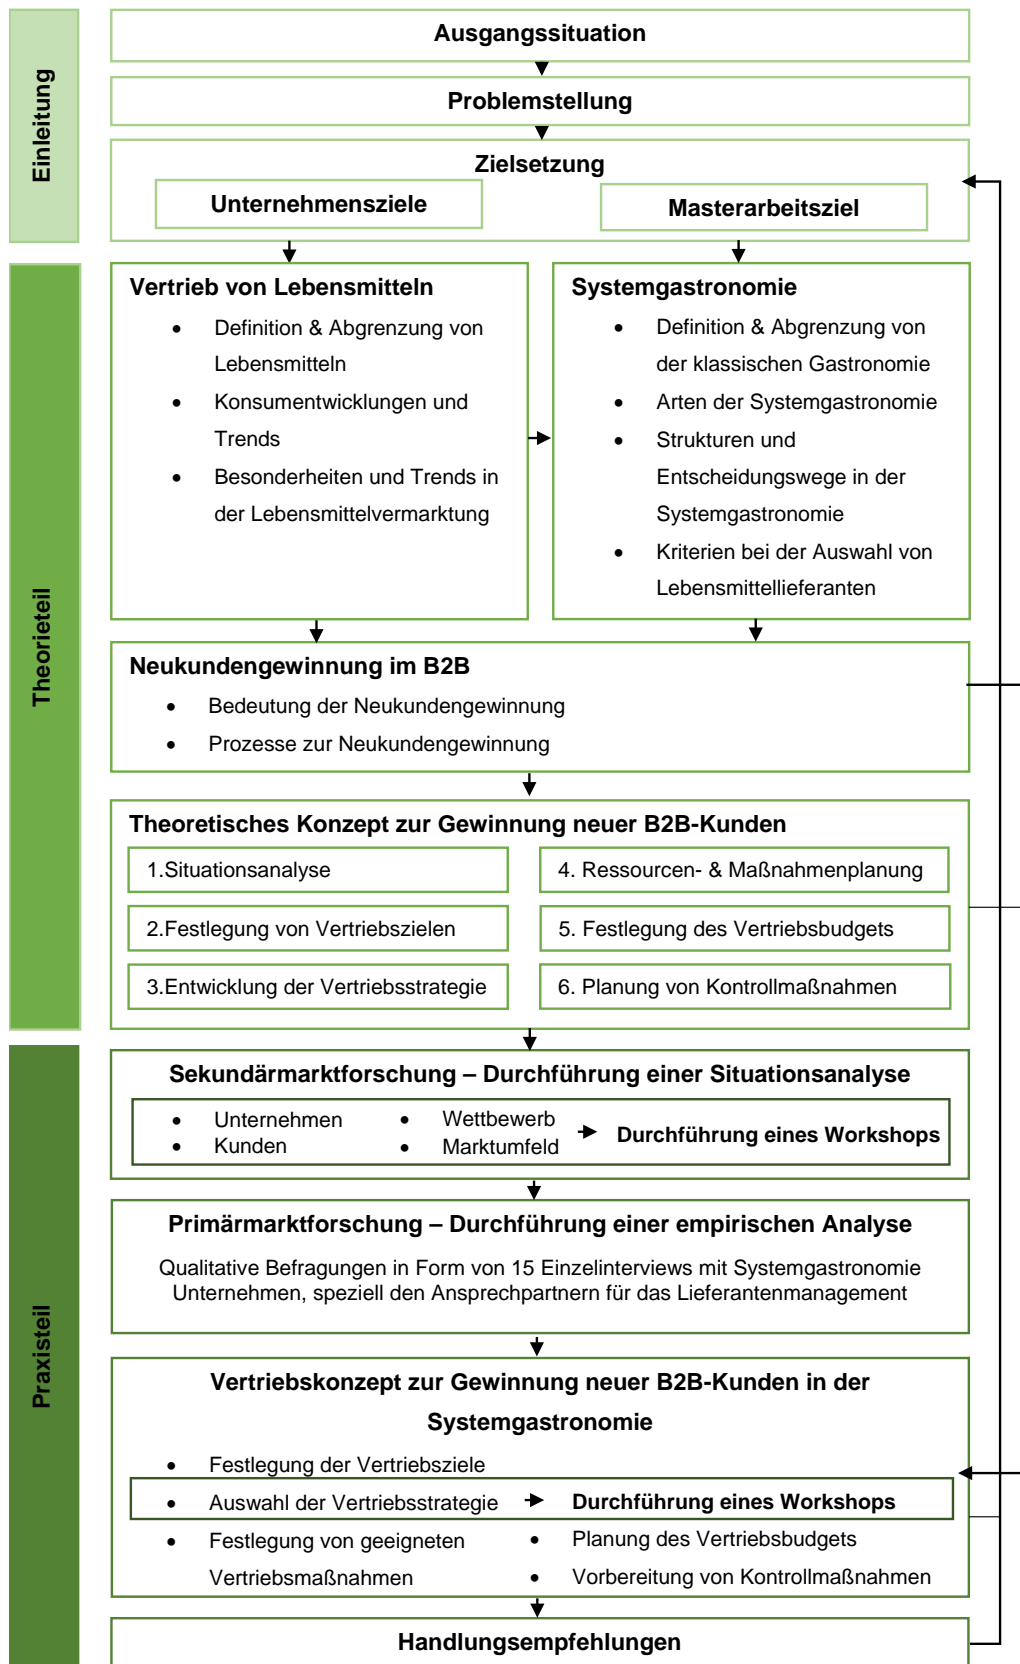 Einleitung
Ausgangssituation
Problemstellung
Zielsetzung
Unternehmensziele
Masterarbeitsziel
Theorieteil
Vertrieb von Lebensmitteln
• Definition & Abgrenzung von
Lebensmitteln
• Konsumentwicklungen und
Trends
• Besonderheiten und Trends in
der Lebensmittelvermarktung
Systemgastronomie
• Definition & Abgrenzung von
der klassischen Gastronomie
• Arten der Systemgastronomie
• Strukturen und
Entscheidungswege in der
Systemgastronomie
• Kriterien bei der Auswahl von
Lebensmittellieferanten
Neukundengewinnung im B2B
• Bedeutung der Neukundengewinnung
• Prozesse zur Neukundengewinnung
Theoretisches Konzept zur Gewinnung neuer B2B-Kunden
1.Situationsanalyse
2.Festlegung von Vertriebszielen
3.Entwicklung der Vertriebsstrategie
4. Ressourcen- & Maßnahmenplanung
5. Festlegung des Vertriebsbudgets
6. Planung von Kontrollmaßnahmen
Praxisteil
Sekundärmarktforschung – Durchführung einer Situationsanalyse
• Unternehmen
• Kunden
• Wettbewerb
• Marktumfeld
Durchführung eines Workshops
Primärmarktforschung – Durchführung einer empirischen Analyse
Qualitative Befragungen in Form von 15 Einzelinterviews mit Systemgastronomie
Unternehmen, speziell den Ansprechpartnern für das Lieferantenmanagement
Vertriebskonzept zur Gewinnung neuer B2B-Kunden in der
Systemgastronomie
• Festlegung der Vertriebsziele
• Auswahl der Vertriebsstrategie
Durchführung eines Workshops
• Festlegung von geeigneten
Vertriebsmaßnahmen
• Planung des Vertriebsbudgets
• Vorbereitung von Kontrollmaßnahmen
Handlungsempfehlungen